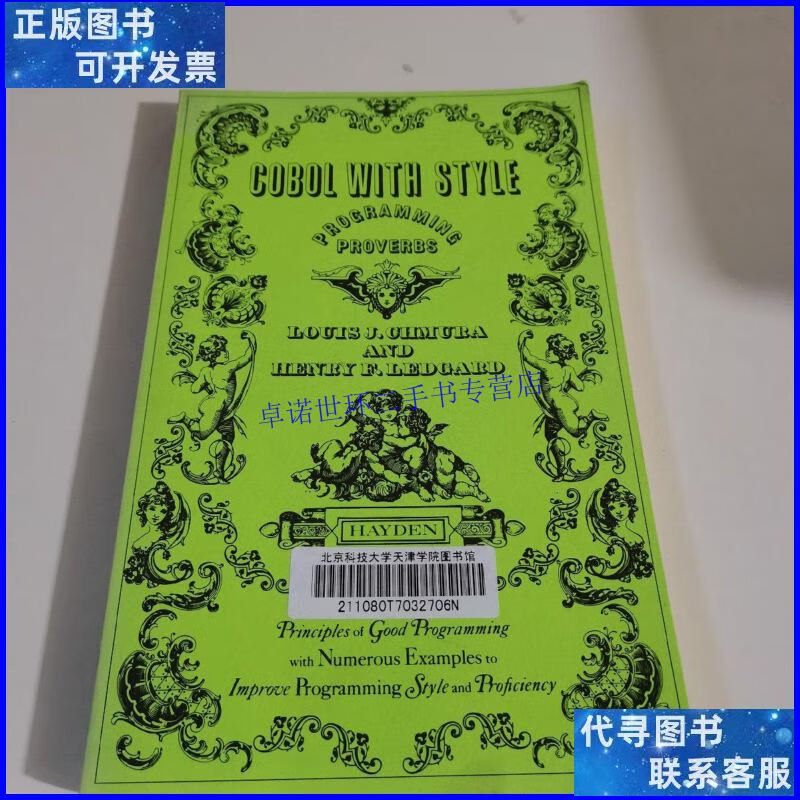 正版图书
可开发票
COBOL WITH STYLE
PROGRAMMING
PROVERBS
LOUIS J. CHMURA
AND
HENRY F. LEDGARD
卓诺世环二手书专营店
HAYDEN
北京科技大学天津学院图书馆
211080T7032706N
Principles of Good Programming
with Numerous Examples to
Improve Programming Style and Proficiency
代寻图书
联系客服